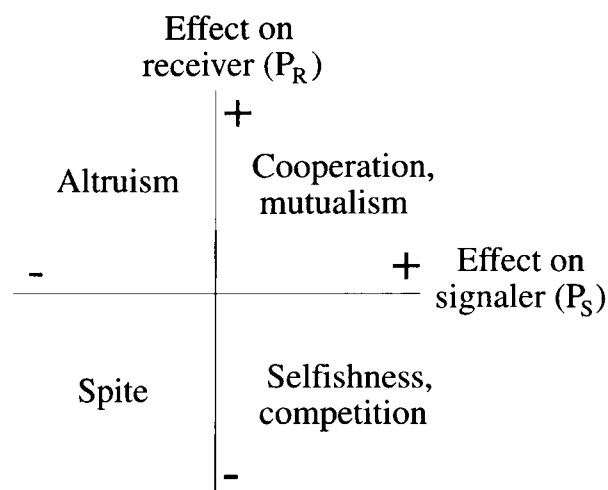 Effect on
receiver (P_R)
+
Altruism
Cooperation,
mutualism
-
+
Effect on
signaler (P_S)
Spite
Selfishness,
competition
-